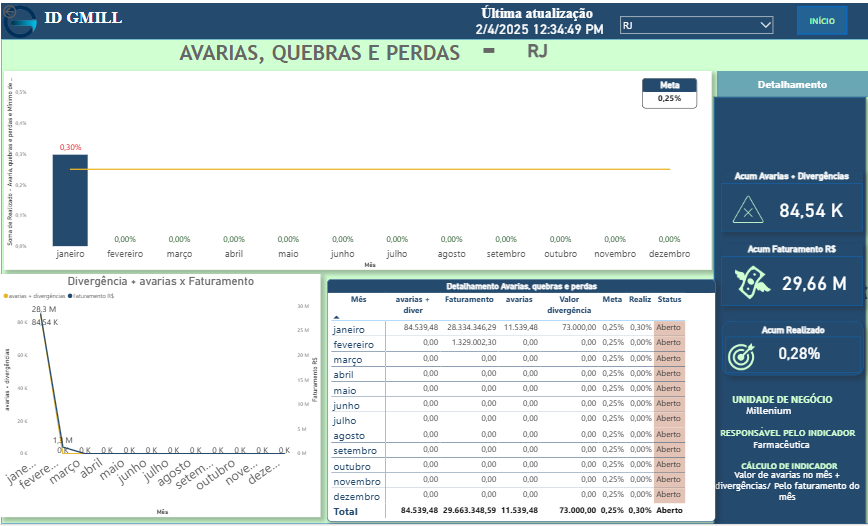 ID GMILL
Última atualização
2/4/2025 12:34:49 PM
RJ
INÍCIO
AVARIAS, QUEBRAS E PERDAS - RJ
Meta
0,25%
Soma de Realizado - Avaria, quebras e perdas e Mínimo de ...
0,5%
0,4%
0,3%
0,2%
0,1%
0,0%
0,30%
0,00% 0,00% 0,00% 0,00% 0,00% 0,00% 0,00% 0,00% 0,00% 0,00% 0,00%
janeiro fevereiro março abril maio junho julho agosto setembro outubro novembro dezembro
Mês
Detalhamento
Acum Avarias + Divergências
84,54 K
Acum Faturamento R$
29,66 M
Acum Realizado
0,28%
UNIDADE DE NEGÓCIO
Millenium
RESPONSÁVEL PELO INDICADOR
Farmacêutica
CÁLCULO DE INDICADOR
Valor de avarias no mês +
divergências/ Pelo faturamento do
mês
Divergência + avarias x Faturamento
avarias + divergências Faturamento R$
28,3 M
84,54 K
80 K
60 K
40 K
20 K
0 K
avarias + divergências
30 M
25 M
20 M
15 M
10 M
5 M
0 M
Faturamento R$
1,3 M
0 K 0 K 0 K 0 K 0 K 0 K 0 K 0 K 0 K 0 K 0 K
jane... fevere... março abril maio junho julho agosto setem... outubro nove... deze...
Mês
Detalhamento Avarias, quebras e perdas
Mês avarias + diver Faturamento avarias Valor divergência Meta Realiz Status
janeiro 84.539,48 28.334.346,29 11.539,48 73.000,00 0,25% 0,30% Aberto
fevereiro 0,00 1.329.002,30 0,00 0,00 0,25% 0,00% Aberto
março 0,00 0,00 0,00 0,00 0,25% 0,00% Aberto
abril 0,00 0,00 0,00 0,00 0,25% 0,00% Aberto
maio 0,00 0,00 0,00 0,00 0,25% 0,00% Aberto
junho 0,00 0,00 0,00 0,00 0,25% 0,00% Aberto
julho 0,00 0,00 0,00 0,00 0,25% 0,00% Aberto
agosto 0,00 0,00 0,00 0,00 0,25% 0,00% Aberto
setembro 0,00 0,00 0,00 0,00 0,25% 0,00% Aberto
outubro 0,00 0,00 0,00 0,00 0,25% 0,00% Aberto
novembro 0,00 0,00 0,00 0,00 0,25% 0,00% Aberto
dezembro 0,00 0,00 0,00 0,00 0,25% 0,00% Aberto
Total 84.539,48 29.663.348,59 11.539,48 73.000,00 0,25% 0,30% Aberto